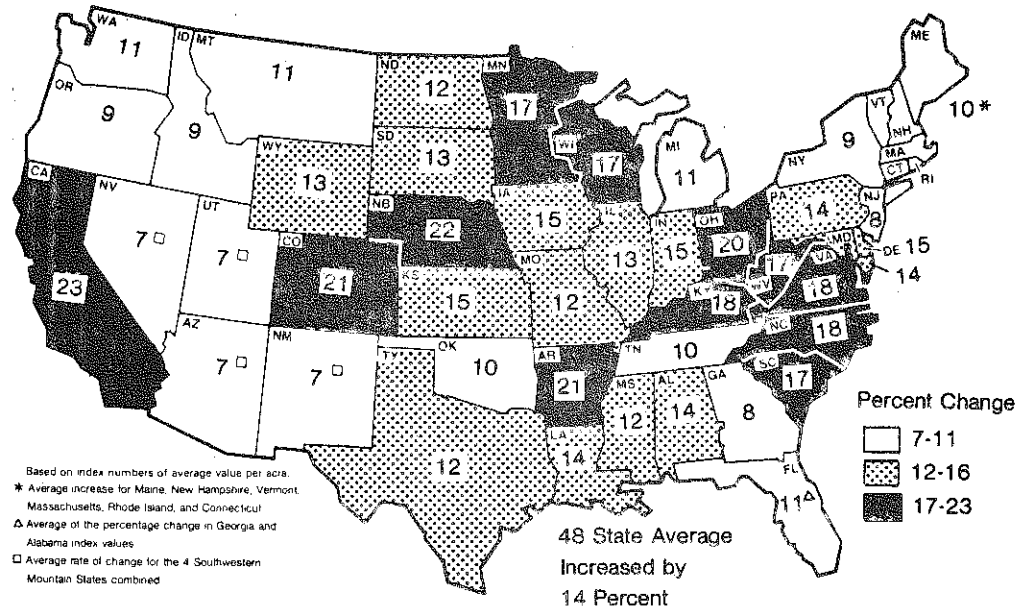 WA
11
ID
MT
11
ND
12
MN
17
ME
10*
OR
9
9
WY
13
SD
13
WI
17
MI
11
NY
9
VT
NH
MA
CT
RI
CA
23
NV
7□
UT
7□
CO
21
NB
22
IA
15
IL
13
IN
15
OH
20
PA
14
NJ
8
MD
DE 15
14
KS
15
MO
12
KY
18
WV
17
VA
18
AZ
7□
NM
7□
OK
10
AR
21
TN
10
NC
18
SC
17
TY
12
LA
14
MS
12
AL
14
GA
8
FL
11△
Percent Change
7-11
12-16
17-23
Based on index numbers of average value per acra.
* Average increase for Maine, New Hampshire, Vermont,
Massachusetts, Rhode Island, and Connecticut
△ Average of the percentage change in Georgia and
Alabama index values
□ Average rate of change for the 4 Southwestern
Mountain States combined
48 State Average
Increased by
14 Percent